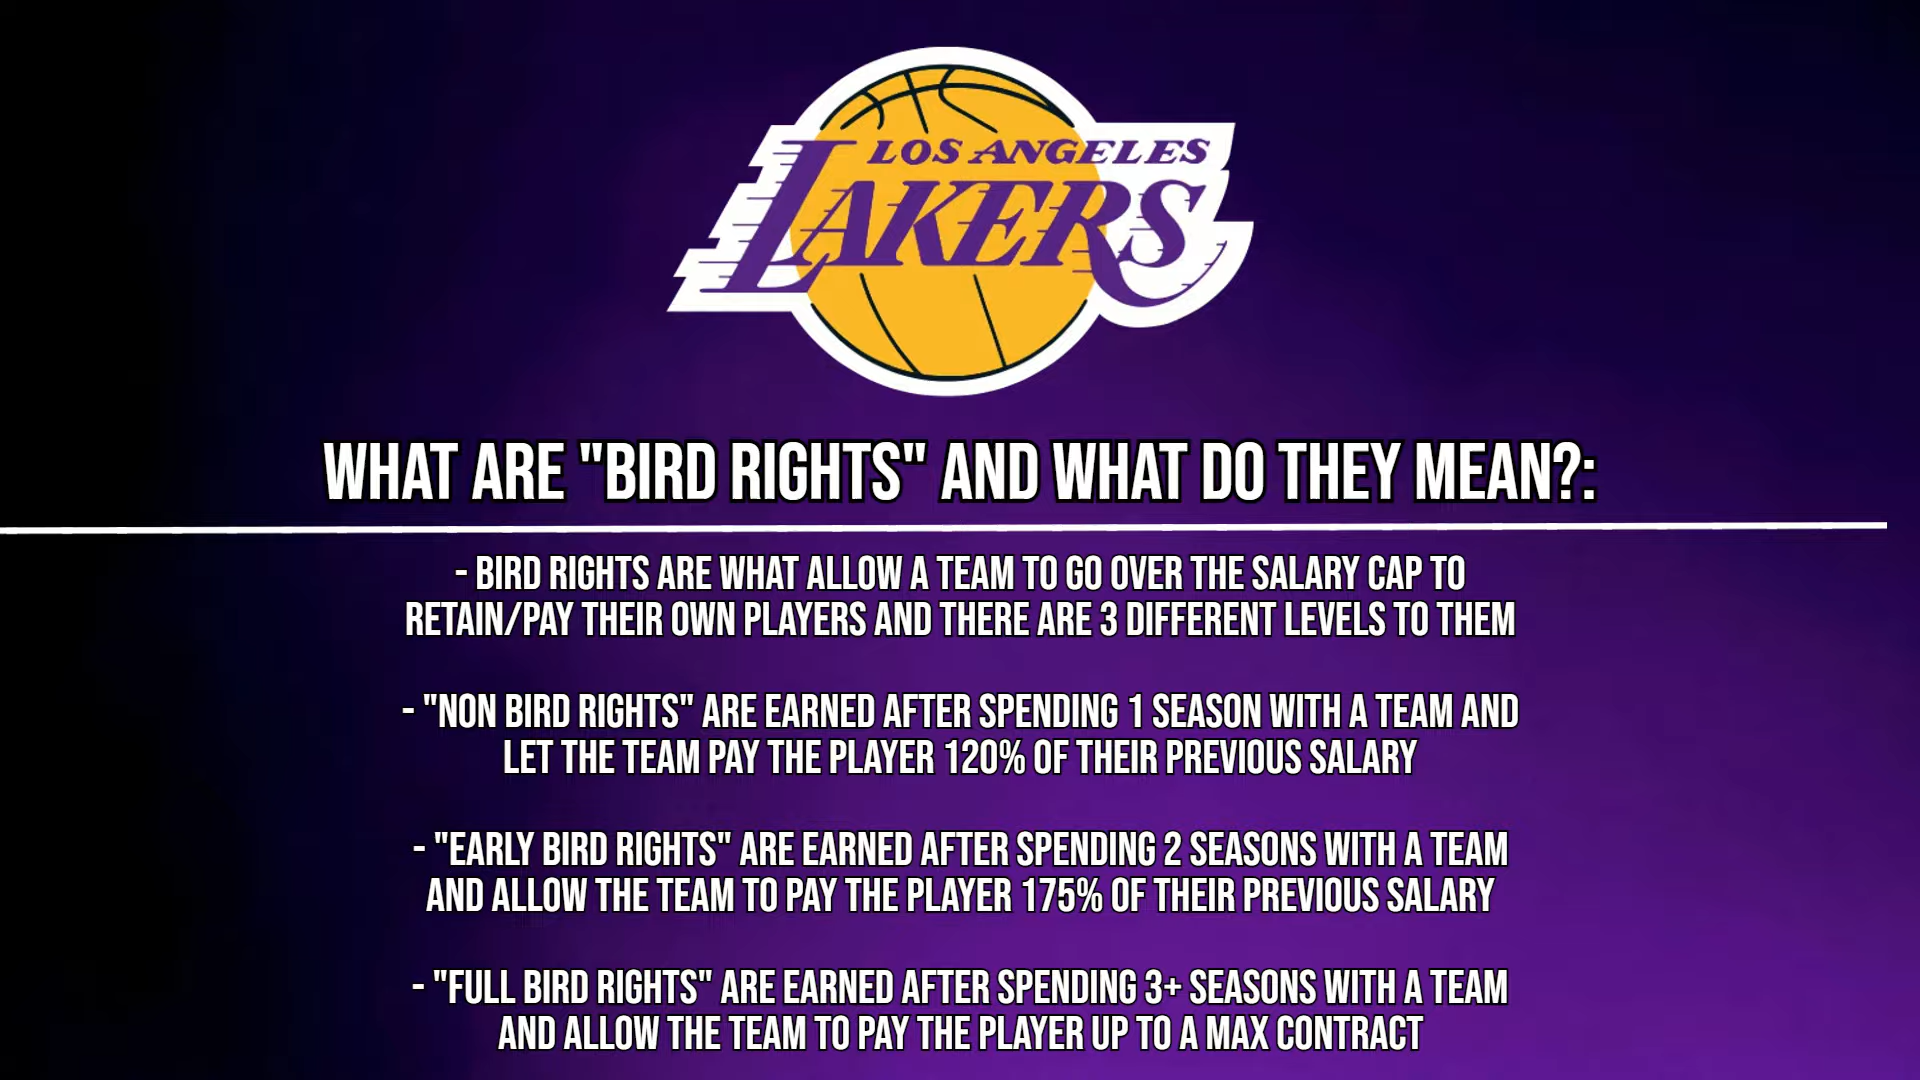 LOS ANGELES
LAKERS
WHAT ARE "BIRD RIGHTS" AND WHAT DO THEY MEAN?:
- BIRD RIGHTS ARE WHAT ALLOW A TEAM TO GO OVER THE SALARY CAP TO
RETAIN/PAY THEIR OWN PLAYERS AND THERE ARE 3 DIFFERENT LEVELS TO THEM
- "NON BIRD RIGHTS" ARE EARNED AFTER SPENDING 1 SEASON WITH A TEAM AND
LET THE TEAM PAY THE PLAYER 120% OF THEIR PREVIOUS SALARY
- "EARLY BIRD RIGHTS" ARE EARNED AFTER SPENDING 2 SEASONS WITH A TEAM
AND ALLOW THE TEAM TO PAY THE PLAYER 175% OF THEIR PREVIOUS SALARY
- "FULL BIRD RIGHTS" ARE EARNED AFTER SPENDING 3+ SEASONS WITH A TEAM
AND ALLOW THE TEAM TO PAY THE PLAYER UP TO A MAX CONTRACT